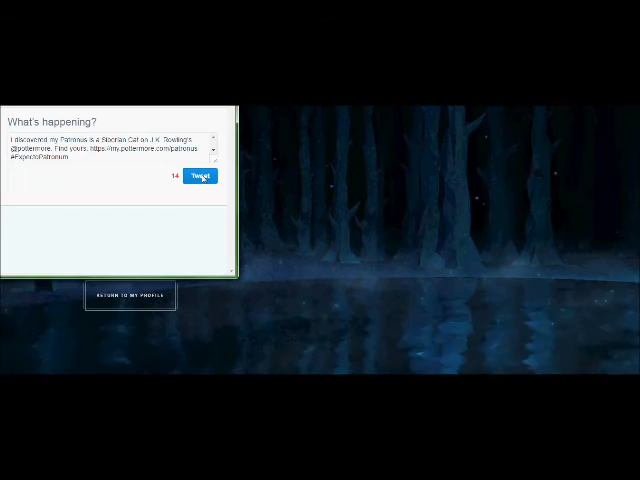 What's happening?
I discovered my Patronus is a Siberian Cat on J.K. Rowling's
@pottermore. Find yours: https://my.pottermore.com/patronus
#ExpectoPatronum
14 Tweet
RETURN TO MY PROFILE